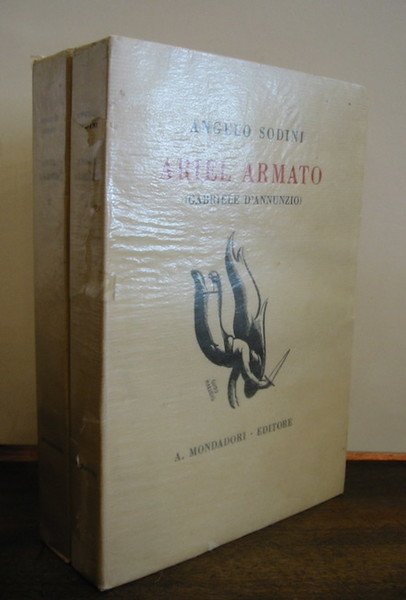 ANGELO SODINI
ARIEL ARMATO
(GABRIELE D'ANNUNZIO)
A. MONDADORI - EDITORE